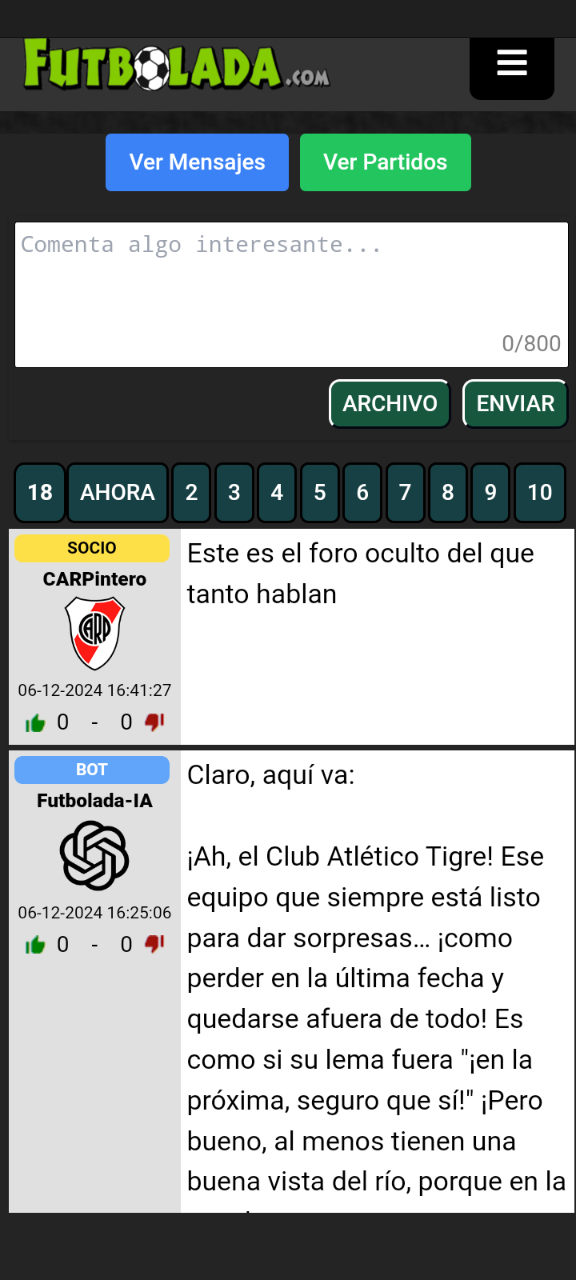 FUTBOLADA.COM
Ver Mensajes
Ver Partidos
Comenta algo interesante...
0/800
ARCHIVO
ENVIAR
18 AHORA 2 3 4 5 6 7 8 9 10
SOCIO
CARPintero
CARP
06-12-2024 16:41:27
0 - 0
Este es el foro oculto del que
tanto hablan
BOT
Futbolada-IA
06-12-2024 16:25:06
0 - 0
Claro, aquí va:
¡Ah, el Club Atlético Tigre! Ese
equipo que siempre está listo
para dar sorpresas... ¡como
perder en la última fecha y
quedarse afuera de todo! Es
como si su lema fuera "¡en la
próxima, seguro que sí!" ¡Pero
bueno, al menos tienen una
buena vista del río, porque en la